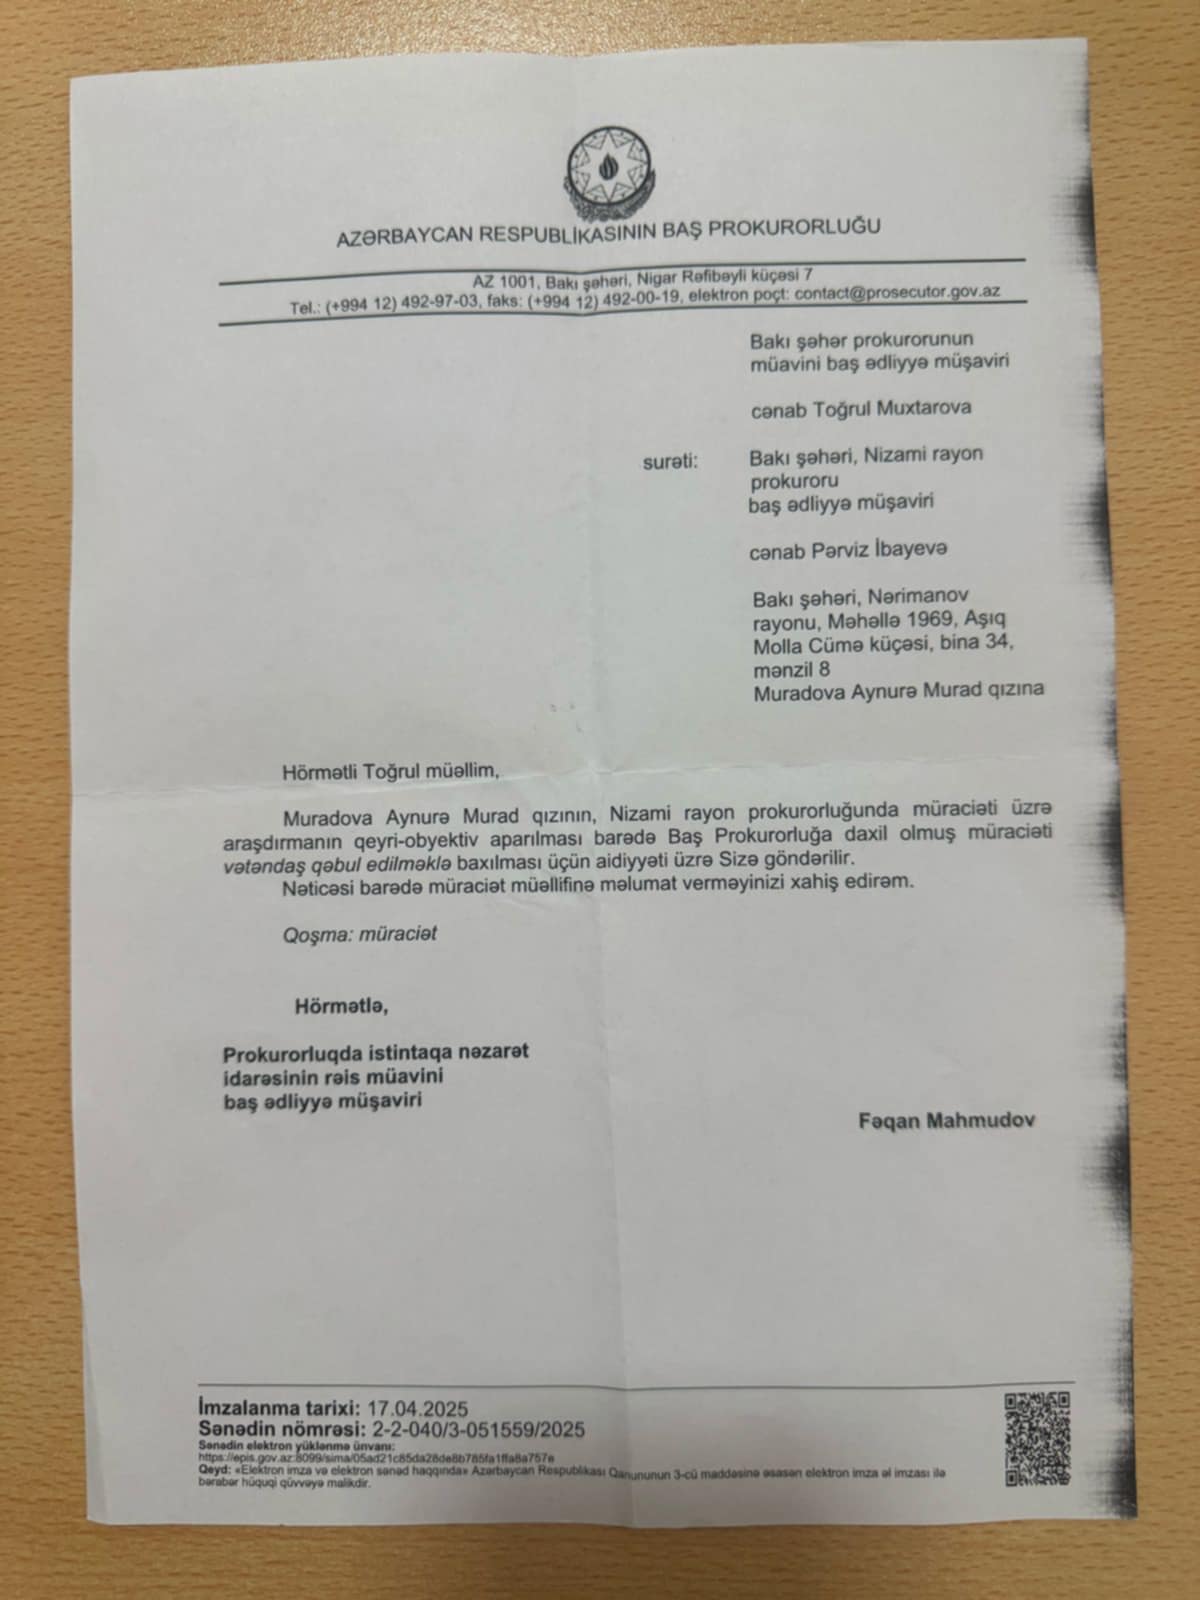 AZƏRBAYCAN RESPUBLİKASININ BAŞ PROKURORLUĞU
AZ 1001, Bakı şəhəri, Nigar Rəfibəyli küçəsi 7
Tel.: (+994 12) 492-97-03, faks: (+994 12) 492-00-19, elektron poçt: contact@prosecutor.gov.az
Bakı şəhər prokurorunun
müavini baş ədliyyə müşaviri
cənab Toğrul Muxtarova
surəti:
Bakı şəhəri, Nizami rayon
prokuroru
baş ədliyyə müşaviri
cənab Pərviz İbayevə
Bakı şəhəri, Nərimanov
rayonu, Məhəllə 1969, Aşıq
Molla Cümə küçəsi, bina 34,
mənzil 8
Muradova Aynurə Murad qızına
Hörmətli Toğrul müəllim,
Muradova Aynurə Murad qızının, Nizami rayon prokurorluğunda müraciəti üzrə
araşdırmanın qeyri-obyektiv aparılması barədə Baş Prokurorluğa daxil olmuş müraciəti
vətəndaş qəbul edilməklə baxılması üçün aidiyyəti üzrə Sizə göndərilir.
Nəticəsi barədə müraciət müəllifinə məlumat verməyinizi xahiş edirəm.
Qoşma: müraciət
Hörmətlə,
Prokurorluqda istintaqa nəzarət
idarəsinin rəis müavini
baş ədliyyə müşaviri
Fəqan Mahmudov
İmzalanma tarixi: 17.04.2025
Sənədin nömrəsi: 2-2-040/3-051559/2025
Sənədin elektron yüklənmə ünvanı:
https://epis.gov.az:8099/sima/05ad21c85da28de8b785fa1ffa8a757e
Qeyd: «Elektron imza və elektron sənəd haqqında» Azərbaycan Respublikası Qanununun 3-cü maddəsinə əsasən elektron imza əl imzası ilə
bərabər hüquqi qüvvəyə malikdir.